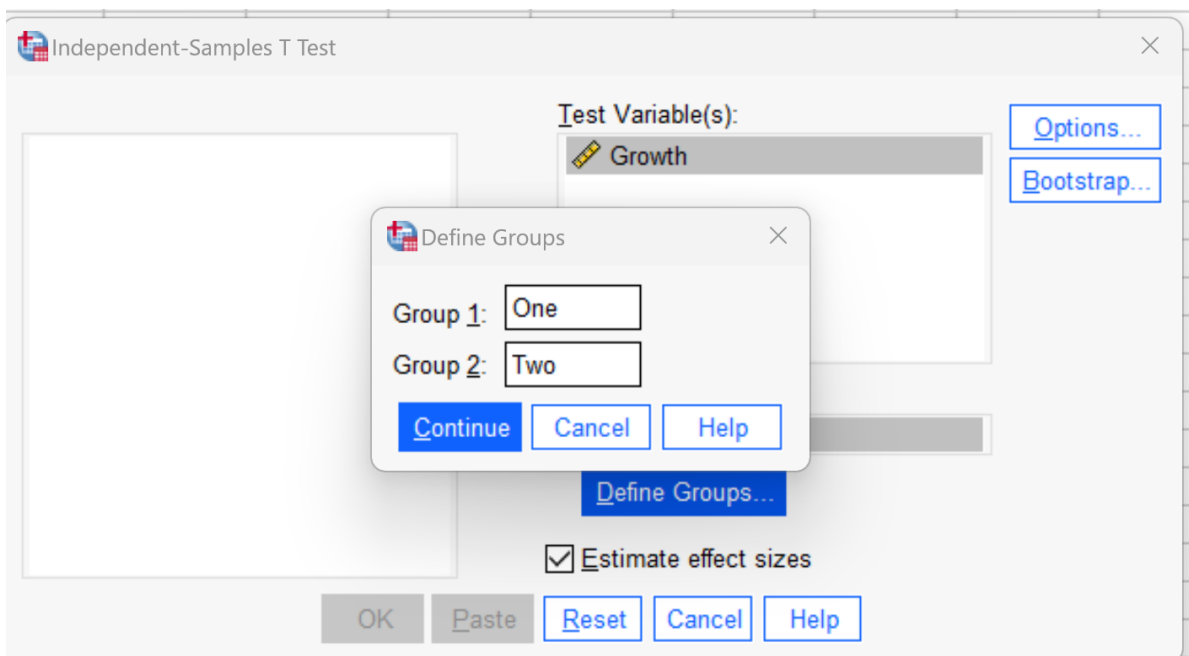 Independent-Samples T Test
Test Variable(s):
Growth
Options...
Bootstrap...
Define Groups
Group 1: One
Group 2: Two
Continue Cancel Help
Define Groups...
Estimate effect sizes
OK Paste Reset Cancel Help